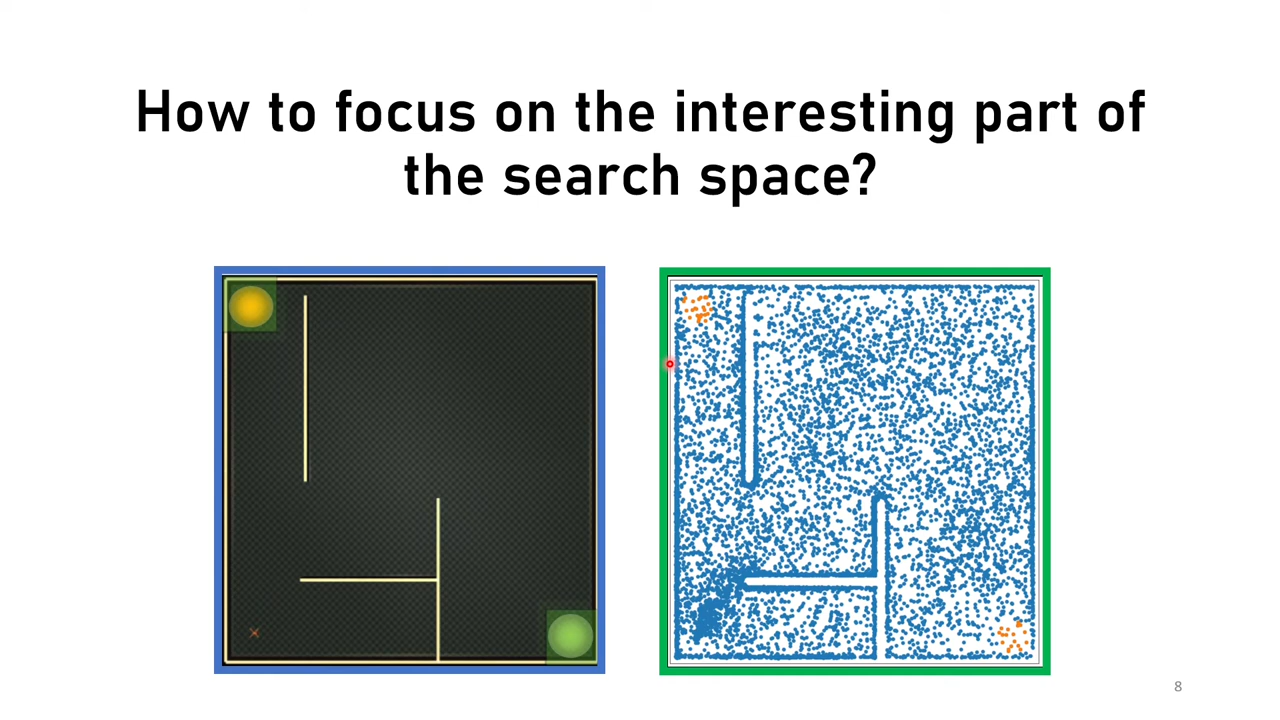 How to focus on the interesting part of
the search space?
8